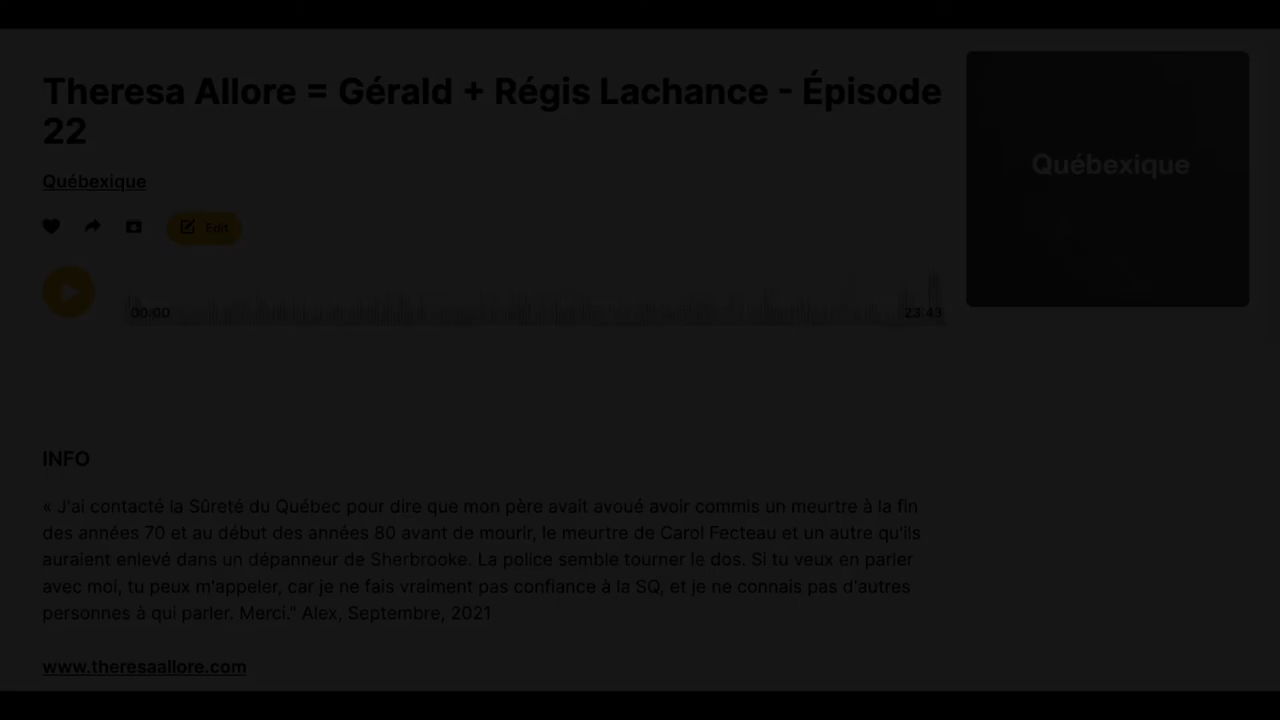 Theresa Allore = Gérald + Régis Lachance - Épisode
22
Québexique
Québexique
Edit
00:00
23:43
INFO
« J'ai contacté la Sûreté du Québec pour dire que mon père avait avoué avoir commis un meurtre à la fin
des années 70 et au début des années 80 avant de mourir, le meurtre de Carol Fecteau et un autre qu'ils
auraient enlevé dans un dépanneur de Sherbrooke. La police semble tourner le dos. Si tu veux en parler
avec moi, tu peux m'appeler, car je ne fais vraiment pas confiance à la SQ, et je ne connais pas d'autres
personnes à qui parler. Merci." Alex, Septembre, 2021
www.theresaallore.com